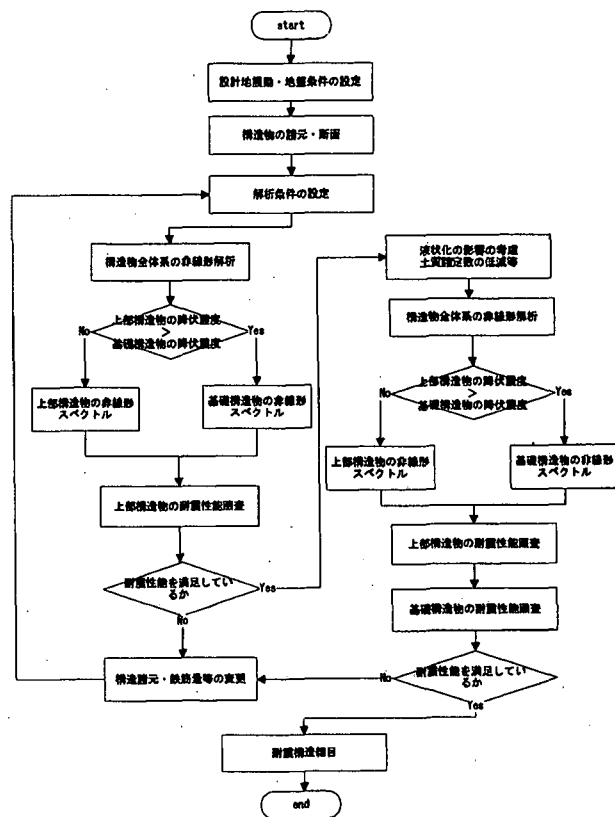 start
設計地震動・地盤条件の設定
構造物の諸元・断面
解析条件の設定
構造物全体系の非線形解析
上部構造物の降伏震度
>
基礎構造物の降伏震度
No
Yes
上部構造物の非線形
スペクトル
基礎構造物の非線形
スペクトル
上部構造物の耐震性能照査
耐震性能を満足してい
るか
Yes
No
構造諸元・鉄筋量等の変更
液状化の影響の考慮
土質諸定数の低減等
構造物全体系の非線形解析
上部構造物の降伏震度
>
基礎構造物の降伏震度
No
Yes
上部構造物の非線形
スペクトル
基礎構造物の非線形
スペクトル
上部構造物の耐震性能照査
基礎構造物の耐震性能照査
耐震性能を満足してい
るか
No
Yes
耐震構造細目
end